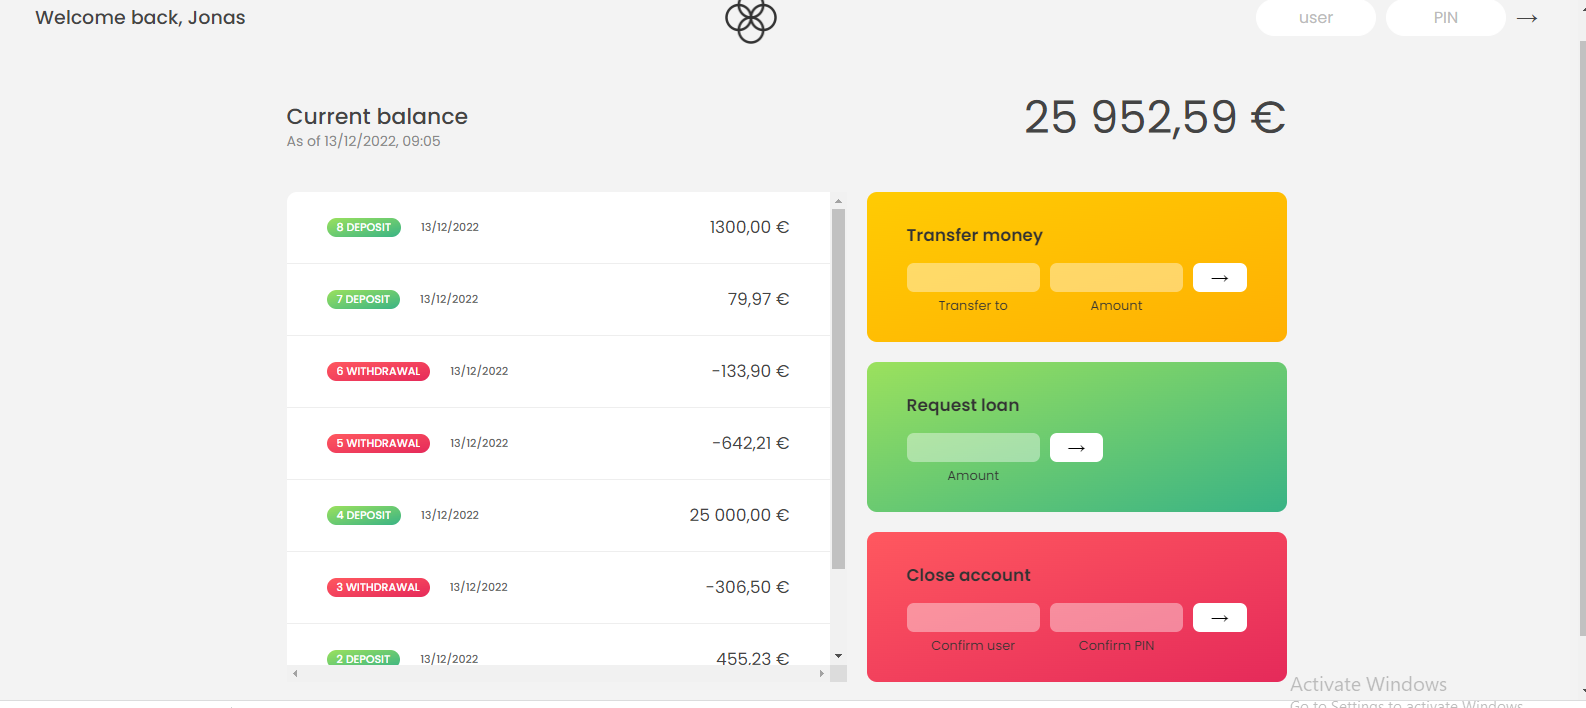 Welcome back, Jonas
user PIN →
Current balance
25 952,59 €
As of 13/12/2022, 09:05
8 DEPOSIT 13/12/2022 1300,00 €
7 DEPOSIT 13/12/2022 79,97 €
6 WITHDRAWAL 13/12/2022 -133,90 €
5 WITHDRAWAL 13/12/2022 -642,21 €
4 DEPOSIT 13/12/2022 25 000,00 €
3 WITHDRAWAL 13/12/2022 -306,50 €
2 DEPOSIT 13/12/2022 455,23 €
Transfer money
→
Transfer to Amount
Request loan
→
Amount
Close account
→
Confirm user Confirm PIN
Activate Windows
Go to Settings to activate Windows.